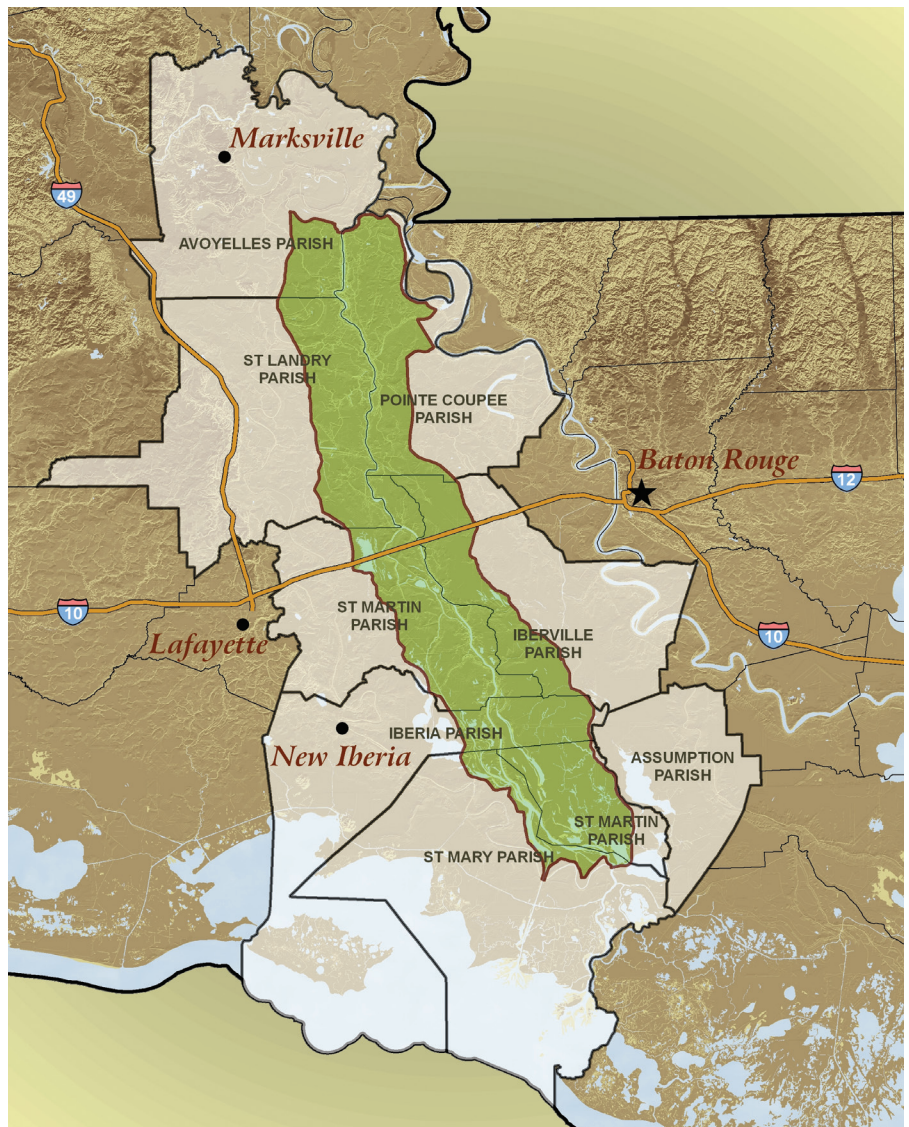 Marksville
49
AVOYELLES PARISH
ST LANDRY
PARISH
POINTE COUPEE
PARISH
Baton Rouge
12
10
ST MARTIN
PARISH
Lafayette
IBERVILLE
PARISH
10
IBERIA PARISH
New Iberia
ASSUMPTION
PARISH
ST MARTIN
PARISH
ST MARY PARISH